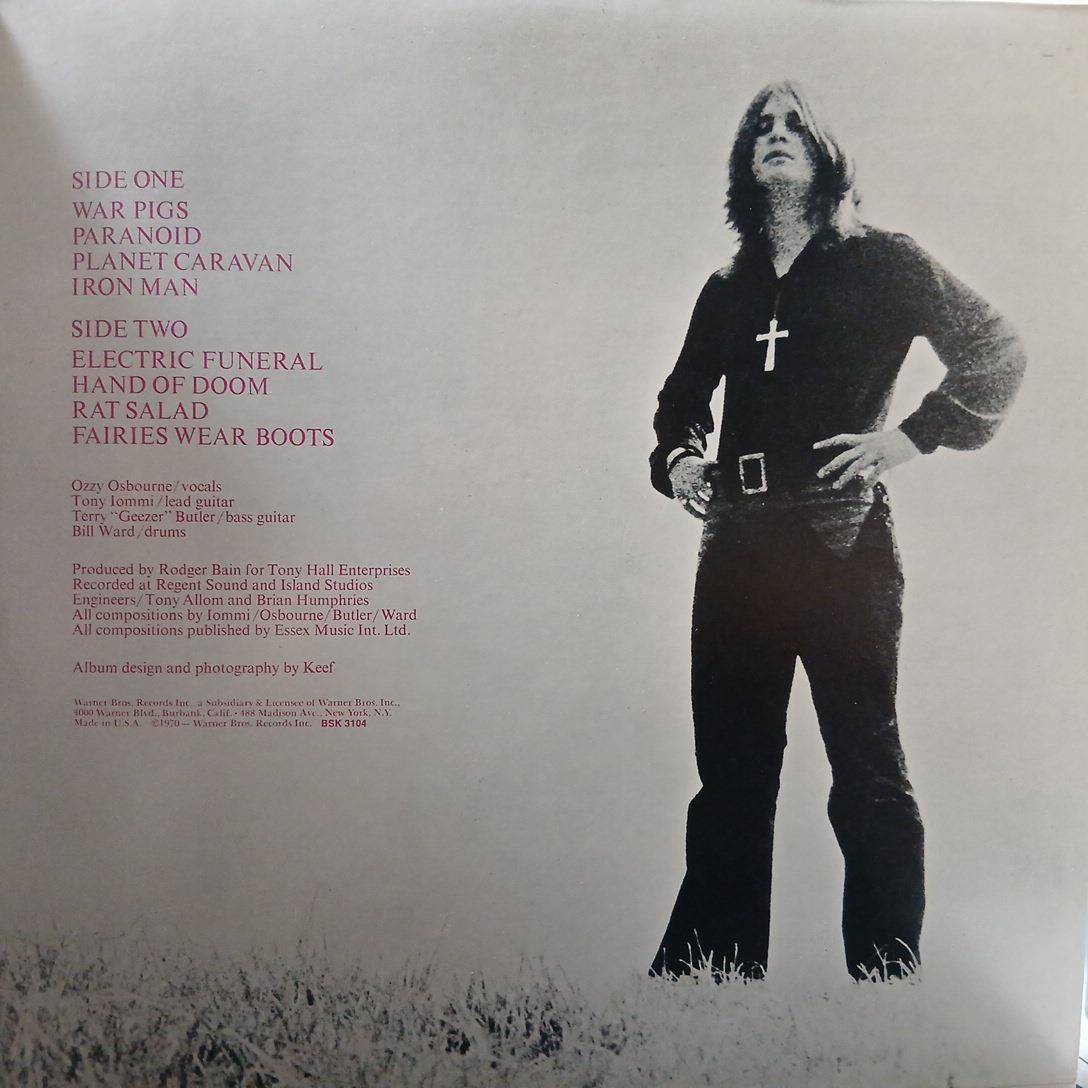 SIDE ONE
WAR PIGS
PARANOID
PLANET CARAVAN
IRON MAN
SIDE TWO
ELECTRIC FUNERAL
HAND OF DOOM
RAT SALAD
FAIRIES WEAR BOOTS
Ozzy Osbourne/vocals
Tony Iommi/lead guitar
Terry "Geezer" Butler/bass guitar
Bill Ward/drums
Produced by Rodger Bain for Tony Hall Enterprises
Recorded at Regent Sound and Island Studios
Engineers/Tony Allom and Brian Humphries
All compositions by Iommi/Osbourne/Butler/Ward
All compositions published by Essex Music Int. Ltd.
Album design and photography by Keef
Warner Bros. Records Inc., a Subsidiary & Licensee of Warner Bros. Inc.,
4000 Warner Blvd., Burbank, Calif. • 488 Madison Ave., New York, N.Y.
Made in U.S.A. ©1970 — Warner Bros. Records Inc. BSK 3104